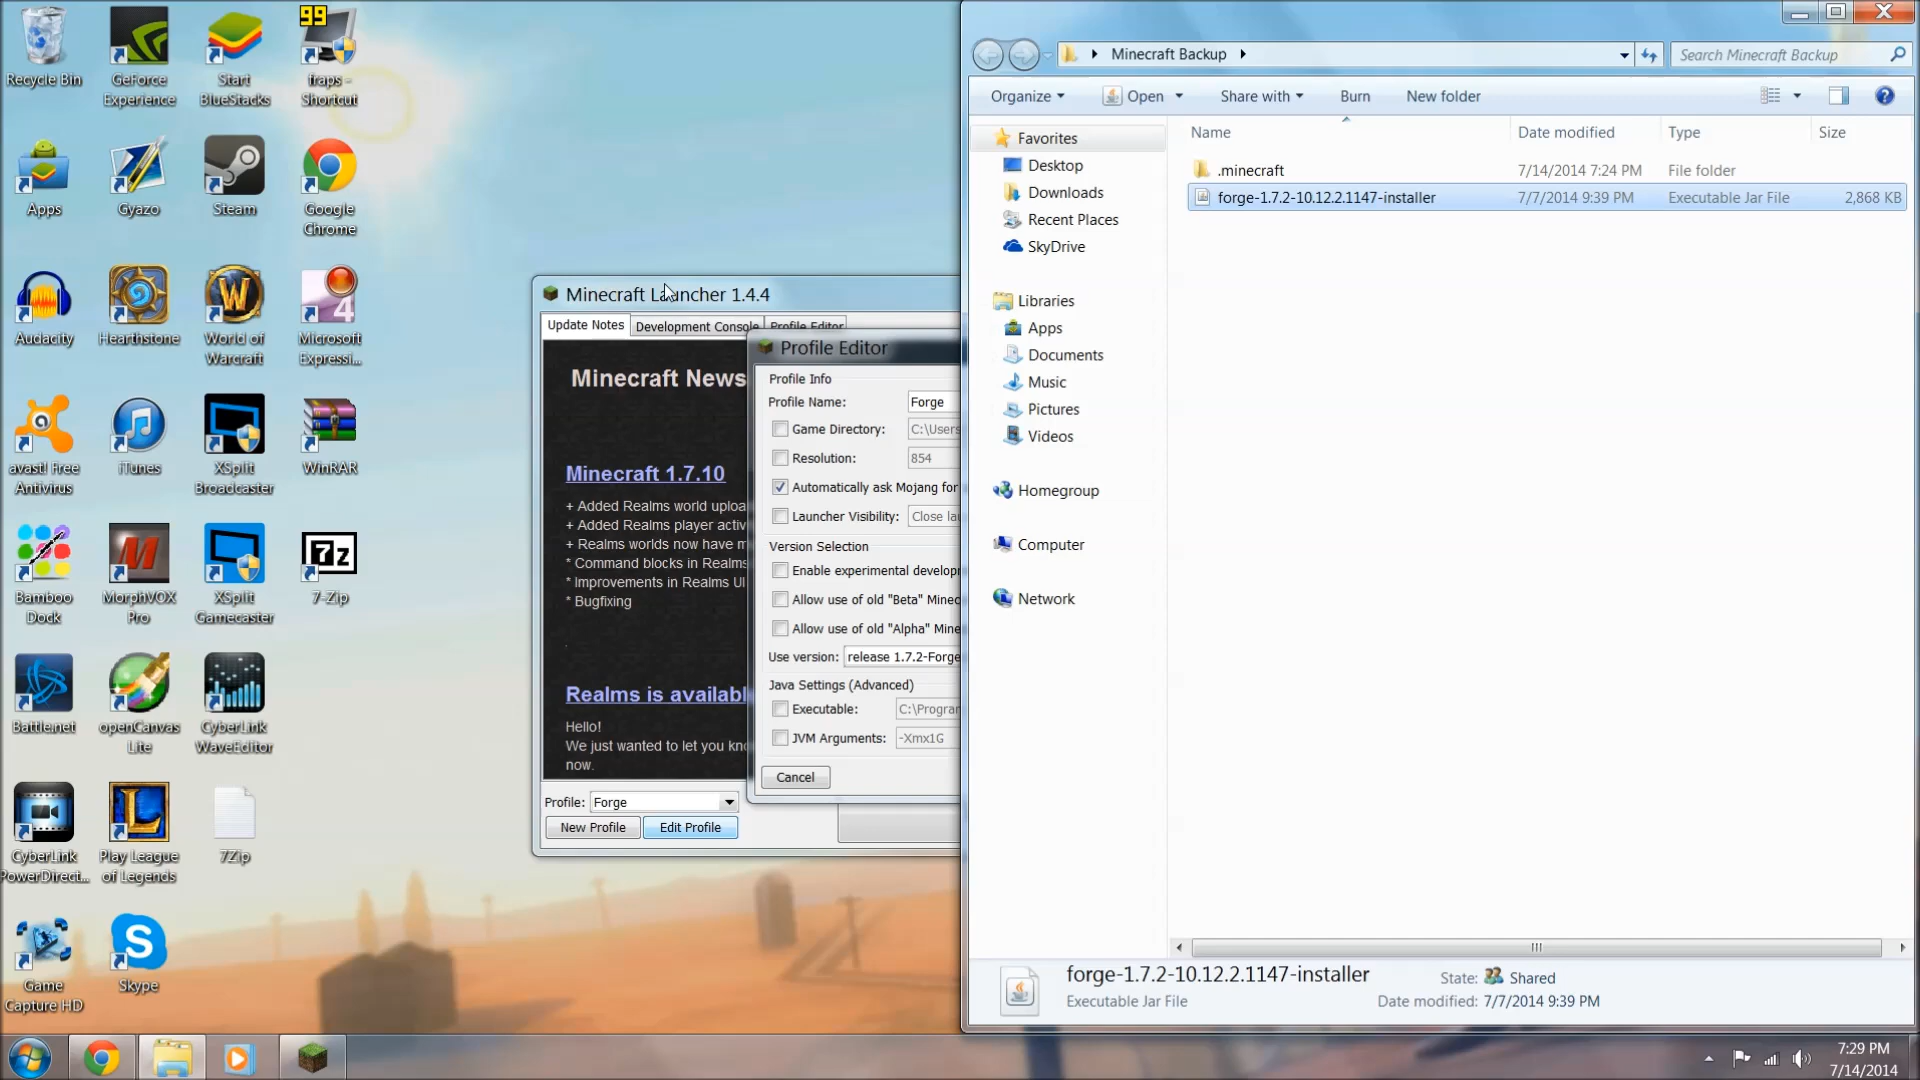 Recycle Bin
GeForce
Experience
Start
BlueStacks
99
fraps -
Shortcut
Apps
Gyazo
Steam
Google
Chrome
Audacity
Hearthstone
World of
Warcraft
4
Microsoft
Expressi...
avast! Free
Antivirus
iTunes
XSplit
Broadcaster
WinRAR
Bamboo
Dock
MorphVOX
Pro
XSplit
Gamecaster
7z
7-Zip
Battle.net
openCanvas
Lite
CyberLink
WaveEditor
CyberLink
PowerDirect...
Play League
of Legends
7Zip
Game
Capture HD
Skype
Minecraft Launcher 1.4.4
Update Notes
Development Console
Profile Editor
Minecraft News
Minecraft 1.7.10
+ Added Realms world uploa
+ Added Realms player activ
+ Realms worlds now have m
* Command blocks in Realms
* Improvements in Realms UI
* Bugfixing
Realms is availabl
Hello!
We just wanted to let you kno
now.
Profile: Forge
New Profile
Edit Profile
Profile Editor
Profile Info
Profile Name: Forge
Game Directory: C:\Users
Resolution: 854
Automatically ask Mojang for
Launcher Visibility: Close lau
Version Selection
Enable experimental develop
Allow use of old "Beta" Minec
Allow use of old "Alpha" Mine
Use version: release 1.7.2-Forge
Java Settings (Advanced)
Executable: C:\Progran
JVM Arguments: -Xmx1G
Cancel
Minecraft Backup
Search Minecraft Backup
Organize
Open
Share with
Burn
New folder
Name
Date modified
Type
Size
.minecraft 7/14/2014 7:24 PM File folder
forge-1.7.2-10.12.2.1147-installer 7/7/2014 9:39 PM Executable Jar File 2,868 KB
Favorites
Desktop
Downloads
Recent Places
SkyDrive
Libraries
Apps
Documents
Music
Pictures
Videos
Homegroup
Computer
Network
forge-1.7.2-10.12.2.1147-installer State: Shared
Executable Jar File Date modified: 7/7/2014 9:39 PM
7:29 PM
7/14/2014